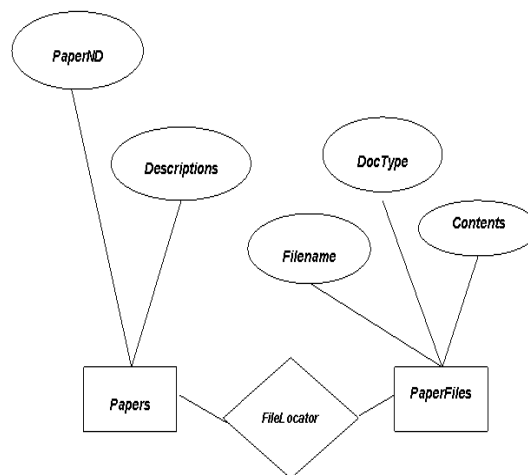 PaperND
Descriptions
DocType
Contents
Filename
Papers
FileLocator
PaperFiles